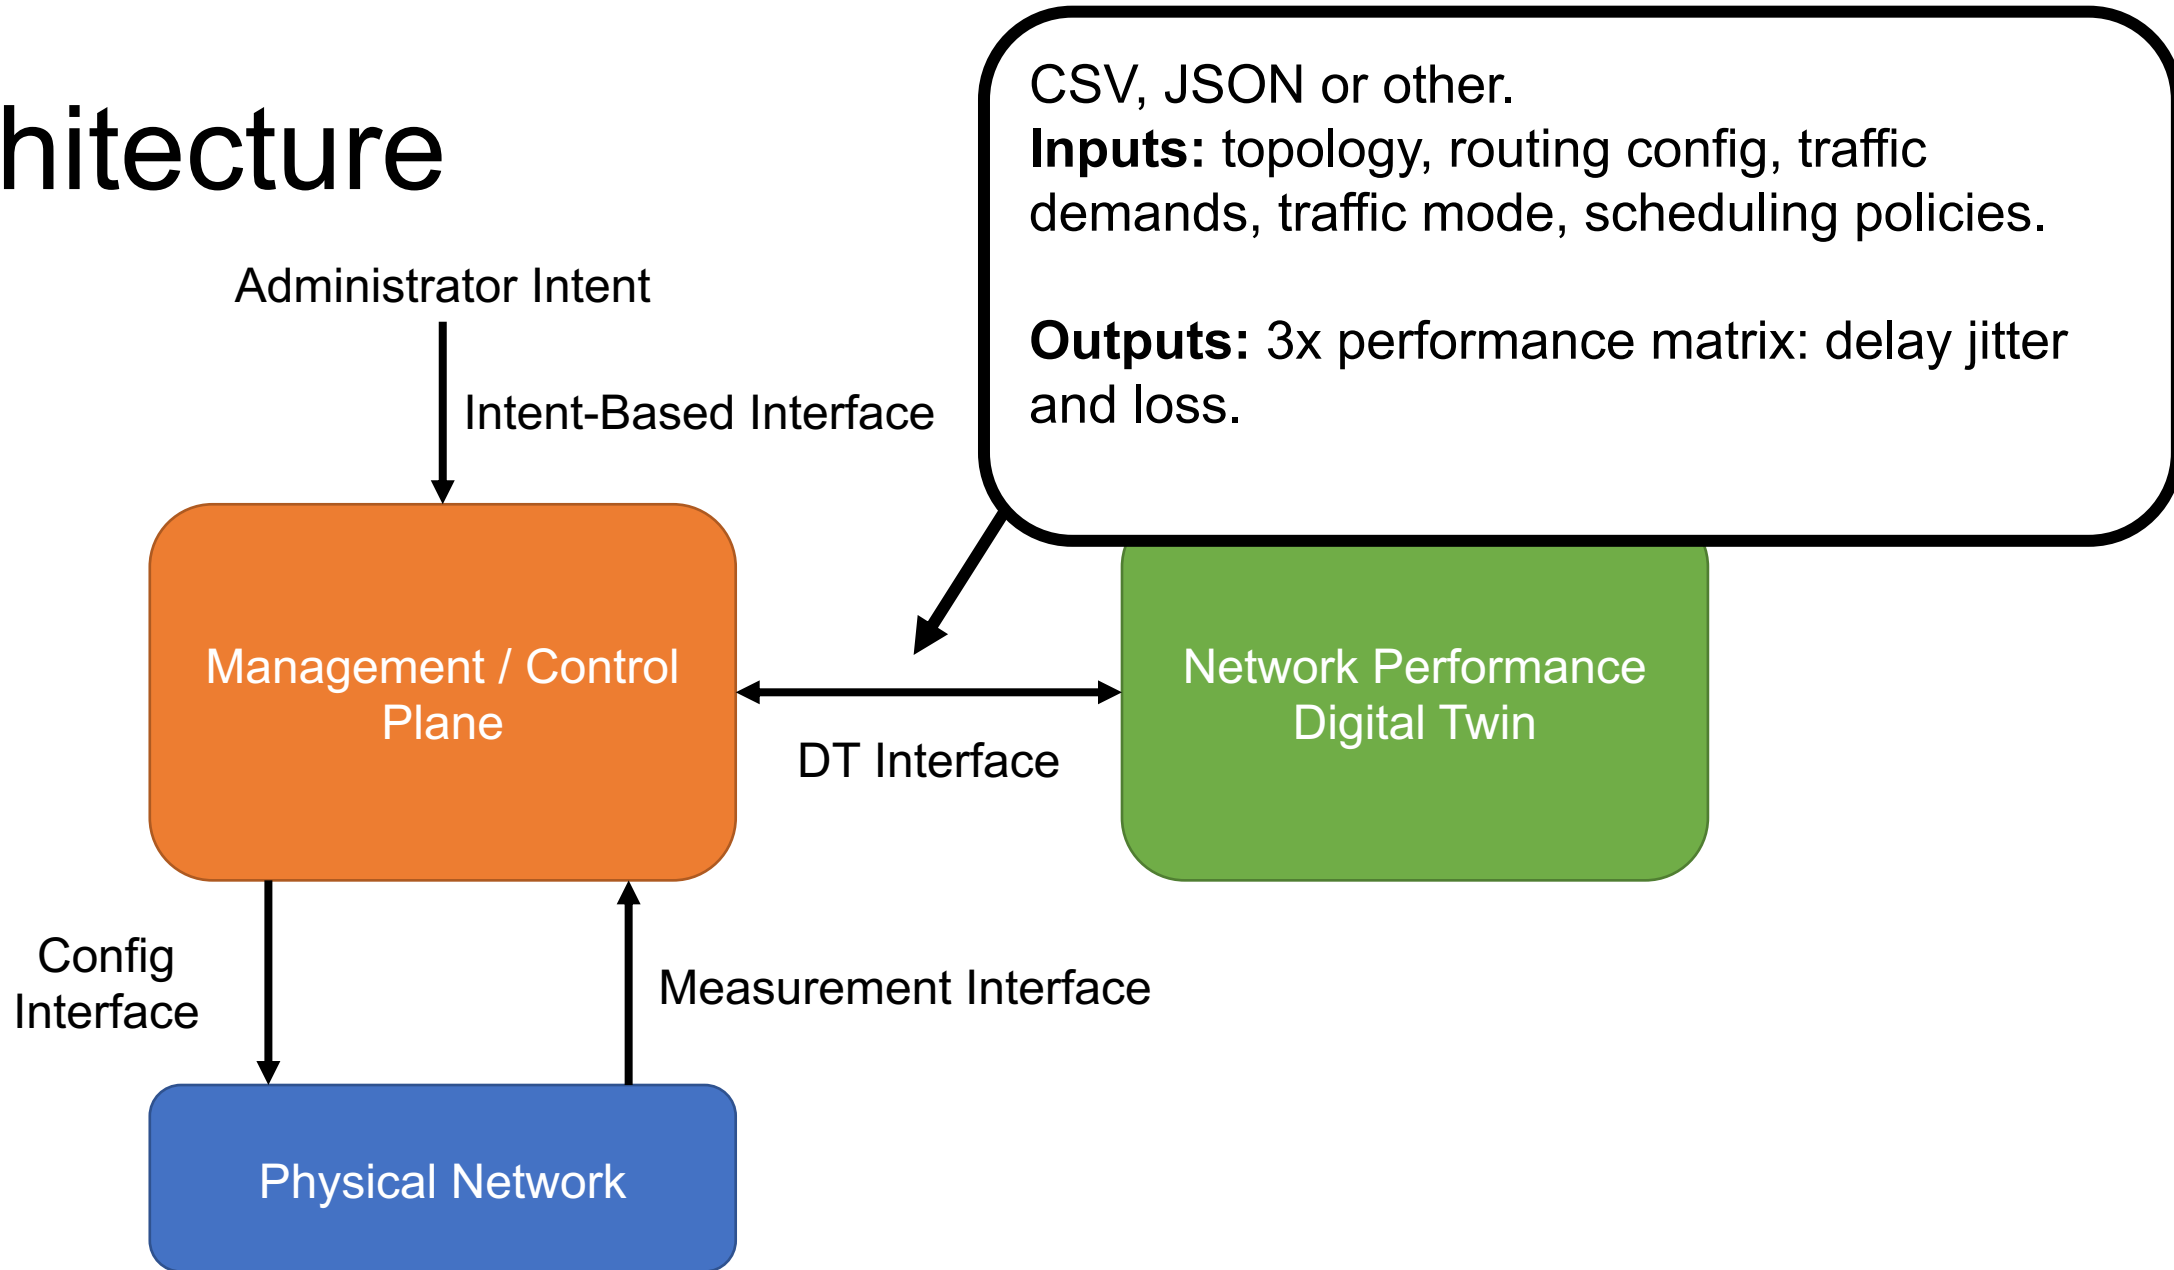 hitecture
CSV, JSON or other.
Inputs: topology, routing config, traffic
demands, traffic mode, scheduling policies.
Outputs: 3x performance matrix: delay jitter
and loss.
Administrator Intent
Intent-Based Interface
Management / Control
Plane
DT Interface
Network Performance
Digital Twin
Config
Interface
Measurement Interface
Physical Network